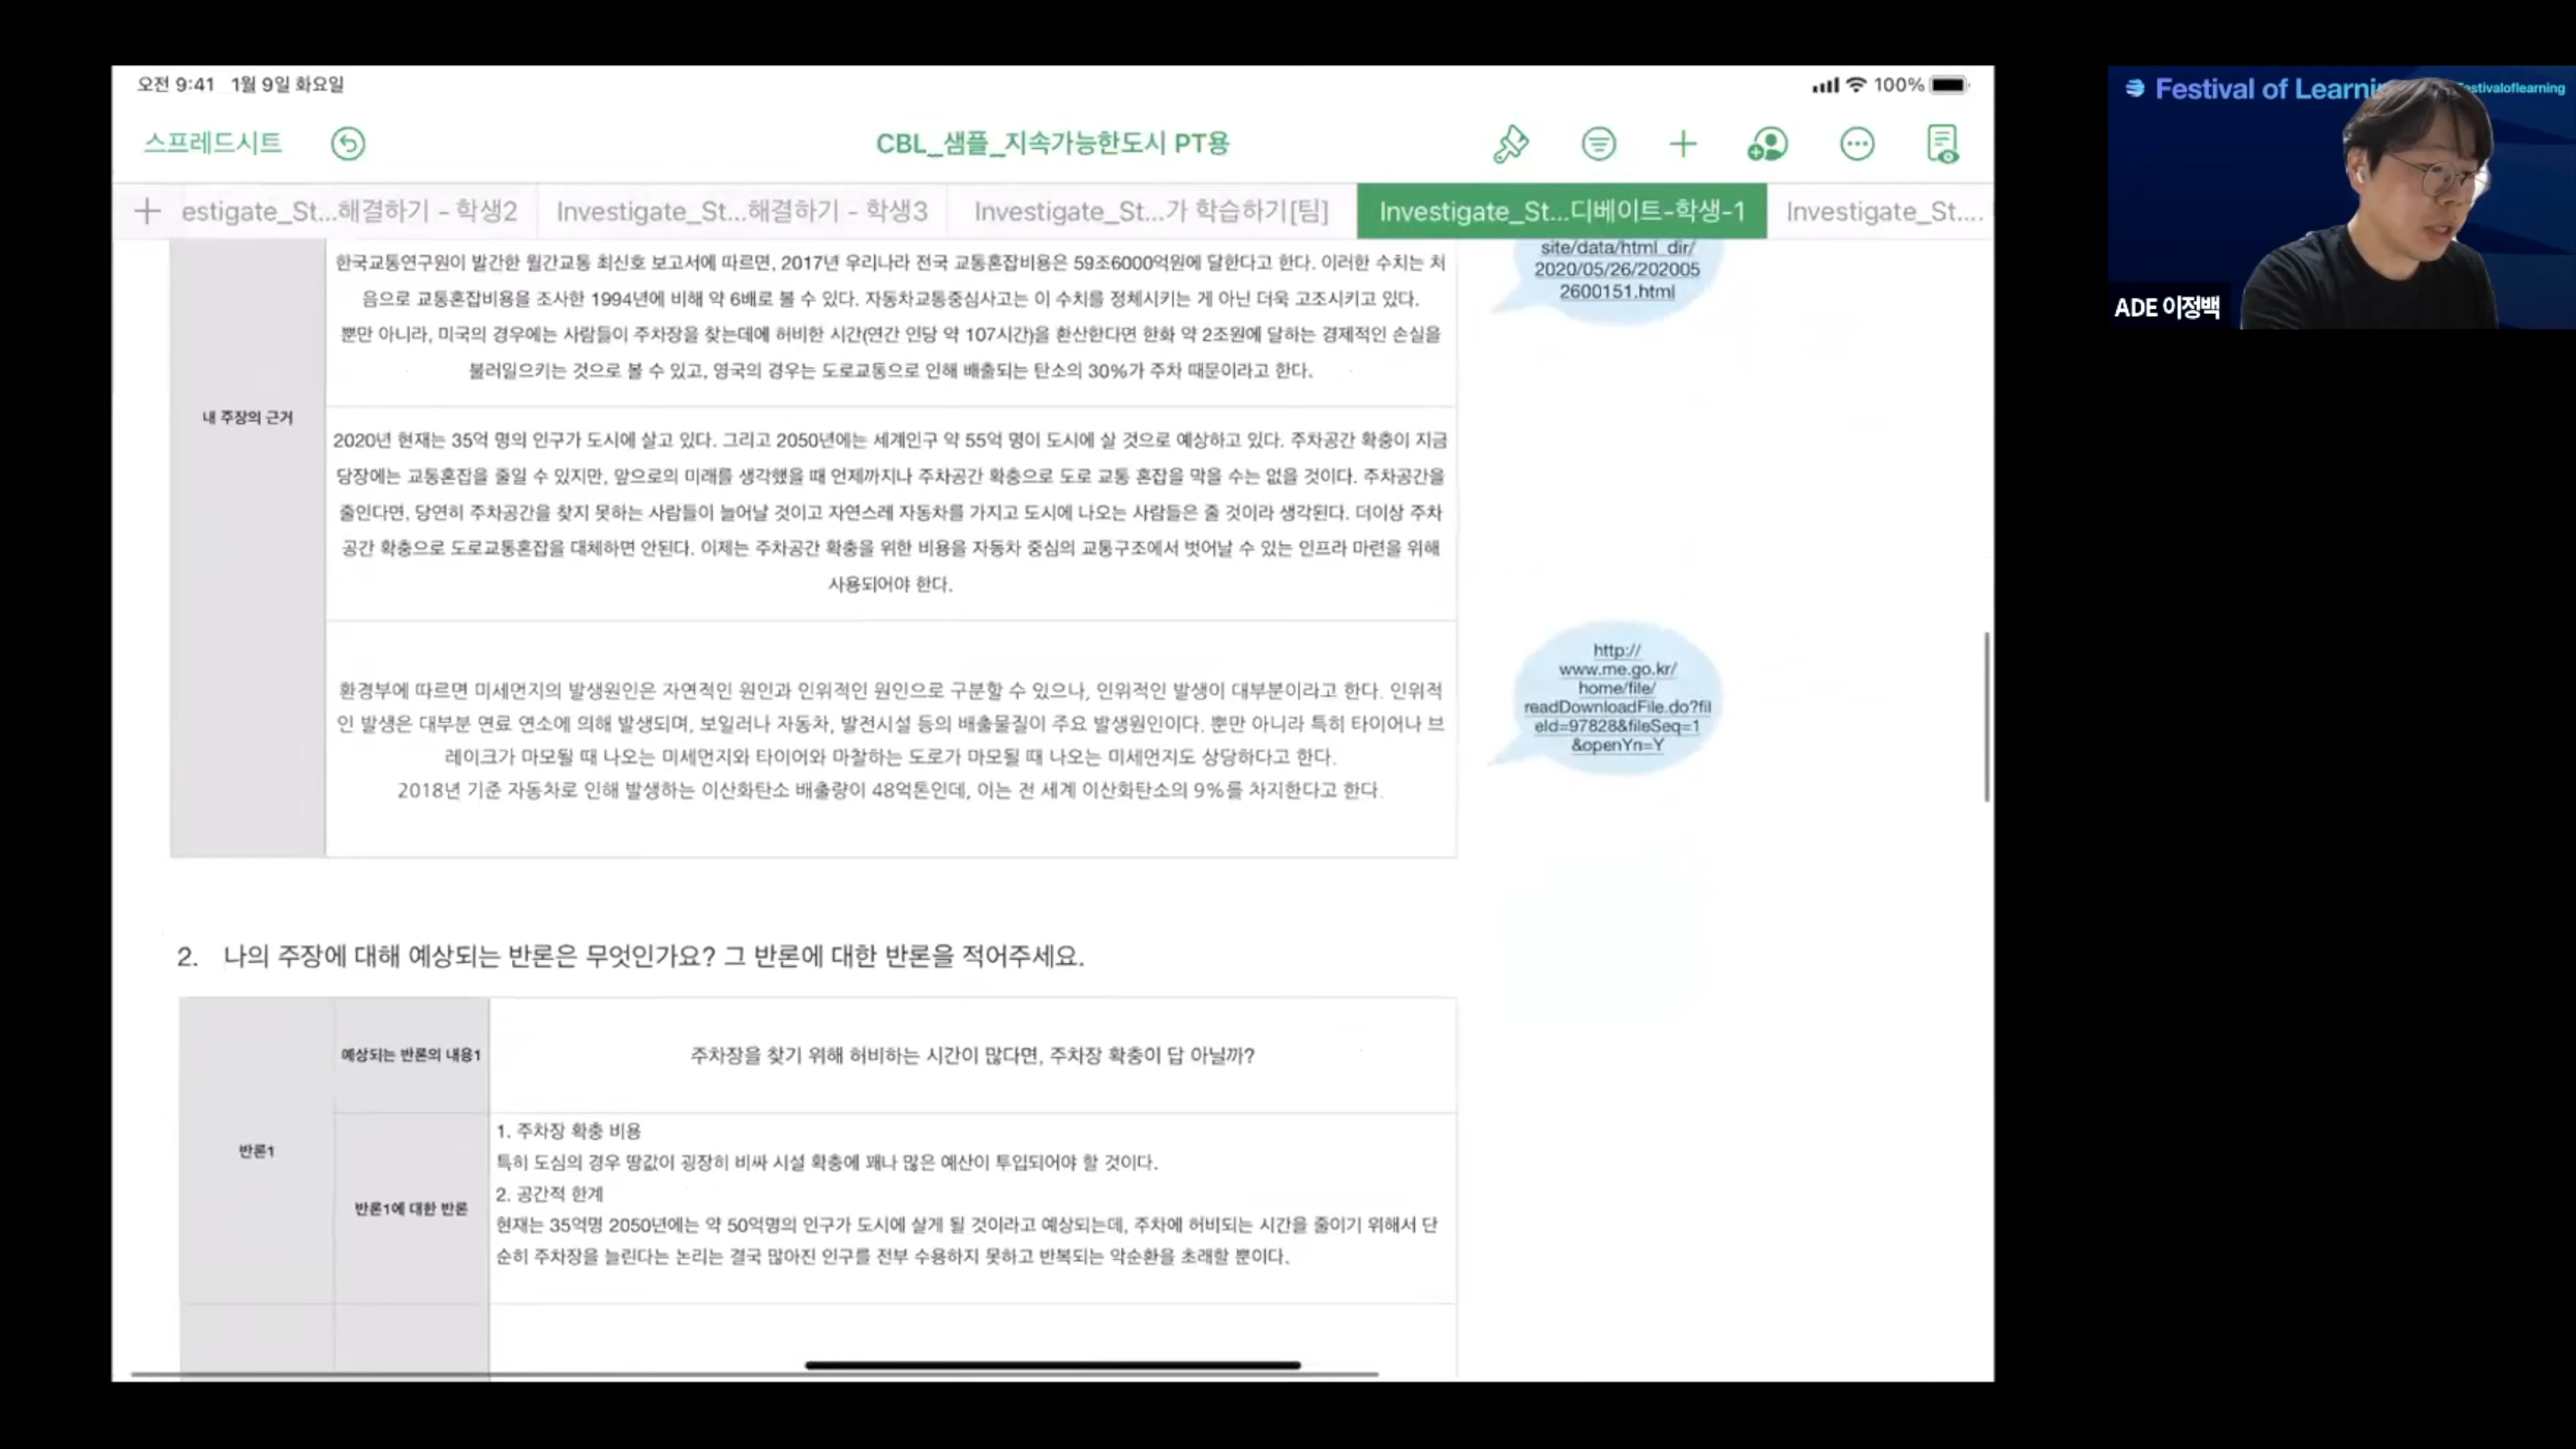 오전 9:41 1월 9일 화요일
100%
스프레드시트
CBL_샘플_지속가능한도시 PT용
estigate_St...해결하기 - 학생2
Investigate_St...해결하기 - 학생3
Investigate_St...가 학습하기[팀]
Investigate_St...디베이트-학생-1
Investigate_St....
내 주장의 근거
한국교통연구원이 발간한 월간교통 최신호 보고서에 따르면, 2017년 우리나라 전국 교통혼잡비용은 59조6000억원에 달한다고 한다. 이러한 수치는 처
음으로 교통혼잡비용을 조사한 1994년에 비해 약 6배로 볼 수 있다. 자동차교통중심사고는 이 수치를 정체시키는 게 아닌 더욱 고조시키고 있다.
뿐만 아니라, 미국의 경우에는 사람들이 주차장을 찾는데에 허비한 시간(연간 인당 약 107시간)을 환산한다면 한화 약 2조원에 달하는 경제적인 손실을
불러일으키는 것으로 볼 수 있고, 영국의 경우는 도로교통으로 인해 배출되는 탄소의 30%가 주차 때문이라고 한다.
site/data/html_dir/
2020/05/26/202005
2600151.html
2020년 현재는 35억 명의 인구가 도시에 살고 있다. 그리고 2050년에는 세계인구 약 55억 명이 도시에 살 것으로 예상하고 있다. 주차공간 확충이 지금
당장에는 교통혼잡을 줄일 수 있지만, 앞으로의 미래를 생각했을 때 언제까지나 주차공간 확충으로 도로 교통 혼잡을 막을 수는 없을 것이다. 주차공간을
줄인다면, 당연히 주차공간을 찾지 못하는 사람들이 늘어날 것이고 자연스레 자동차를 가지고 도시에 나오는 사람들은 줄 것이라 생각된다. 더이상 주차
공간 확충으로 도로교통혼잡을 대체하면 안된다. 이제는 주차공간 확충을 위한 비용을 자동차 중심의 교통구조에서 벗어날 수 있는 인프라 마련을 위해
사용되어야 한다.
환경부에 따르면 미세먼지의 발생원인은 자연적인 원인과 인위적인 원인으로 구분할 수 있으나, 인위적인 발생이 대부분이라고 한다. 인위적
인 발생은 대부분 연료 연소에 의해 발생되며, 보일러나 자동차, 발전시설 등의 배출물질이 주요 발생원인이다. 뿐만 아니라 특히 타이어나 브
레이크가 마모될 때 나오는 미세먼지와 타이어와 마찰하는 도로가 마모될 때 나오는 미세먼지도 상당하다고 한다.
2018년 기준 자동차로 인해 발생하는 이산화탄소 배출량이 48억톤인데, 이는 전 세계 이산화탄소의 9%를 차지한다고 한다.
http://
www.me.go.kr/
home/file/
readDownloadFile.do?fil
eId=97828&fileSeq=1
&openYn=Y
2. 나의 주장에 대해 예상되는 반론은 무엇인가요? 그 반론에 대한 반론을 적어주세요.
반론1
예상되는 반론의 내용1
주차장을 찾기 위해 허비하는 시간이 많다면, 주차장 확충이 답 아닐까?
반론1에 대한 반론
1. 주차장 확충 비용
특히 도심의 경우 땅값이 굉장히 비싸 시설 확충에 꽤나 많은 예산이 투입되어야 할 것이다.
2. 공간적 한계
현재는 35억명 2050년에는 약 50억명의 인구가 도시에 살게 될 것이라고 예상되는데, 주차에 허비되는 시간을 줄이기 위해서 단
순히 주차장을 늘린다는 논리는 결국 많아진 인구를 전부 수용하지 못하고 반복되는 악순환을 초래할 뿐이다.
Festival of Learni
estivaloflearning
ADE 이정백